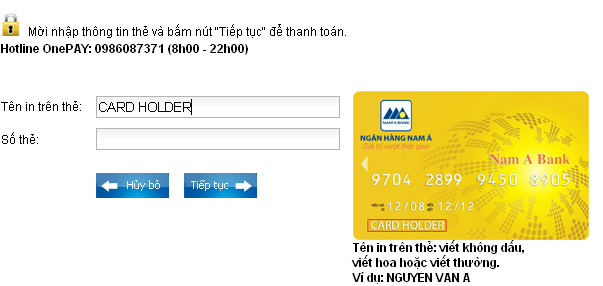 Mời nhập thông tin thẻ và bấm nút "Tiếp tục" để thanh toán.
Hotline OnePAY: 0986087371 (8h00 - 22h00)
Tên in trên thẻ:
CARD HOLDER
Số thẻ:
Hủy bỏ
Tiếp tục
NAM A BANK
NGÂN HÀNG NAM Á
Giá trị vượt thời gian
Nam A Bank
9704 2899 9450 8905
12/08
12/12
CARD HOLDER
Tên in trên thẻ: viết không dấu,
viết hoa hoặc viết thường.
Ví dụ: NGUYEN VAN A